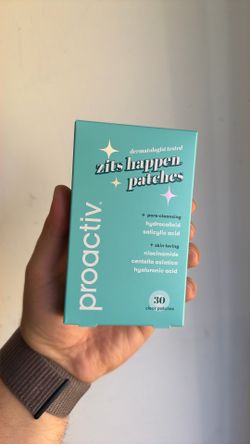 dermatologist tested
zits happen
patches
proactiv.
+ pore-cleansing
hydrocolloid
salicylic acid
+ skin-loving
niacinamide
centella asiatica
hyaluronic acid
30
clear patches